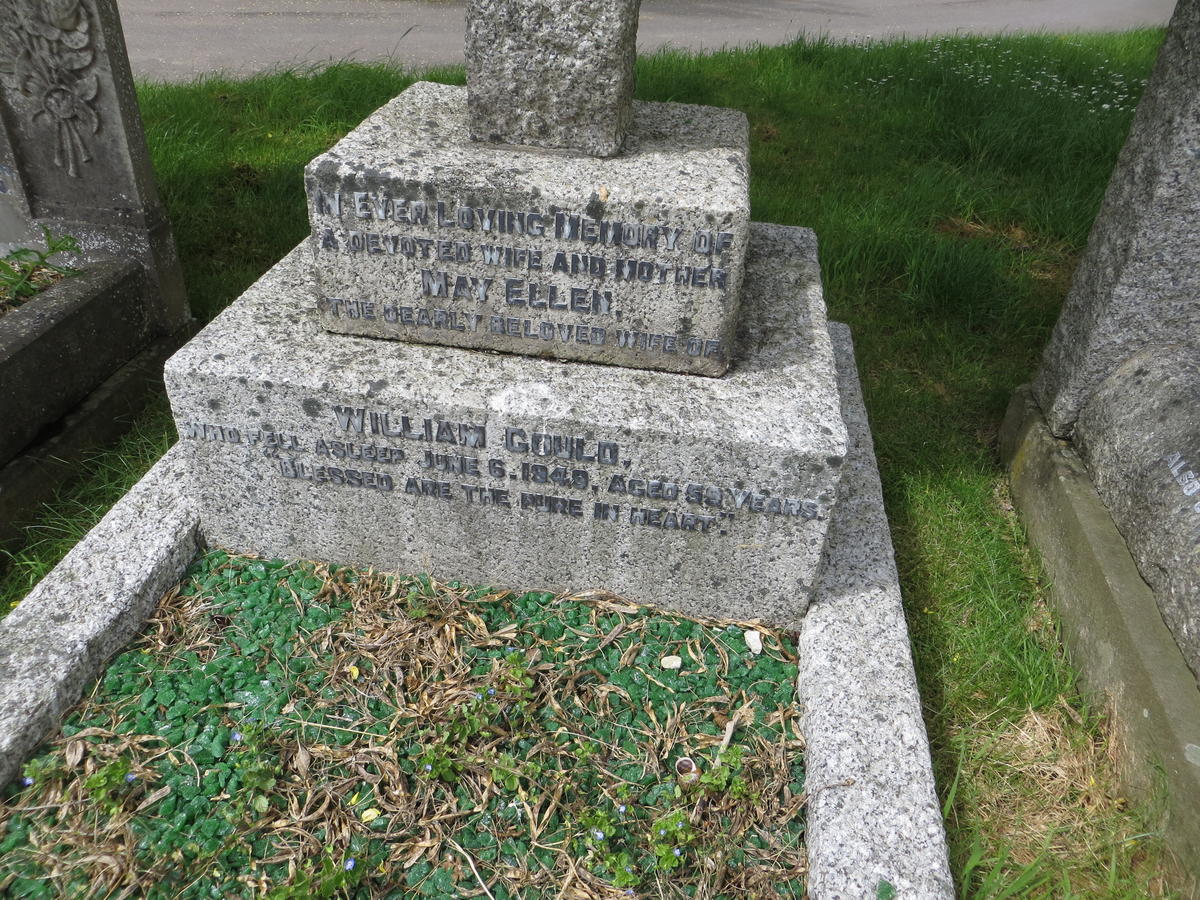 IN EVER LOVING MEMORY OF
A DEVOTED WIFE AND MOTHER
MAY ELLEN,
THE DEARLY BELOVED WIFE OF
WILLIAM GOULD,
WHO FELL ASLEEP JUNE 6. 1949, AGED 59 YEARS.
"BLESSED ARE THE PURE IN HEART"
ALSO